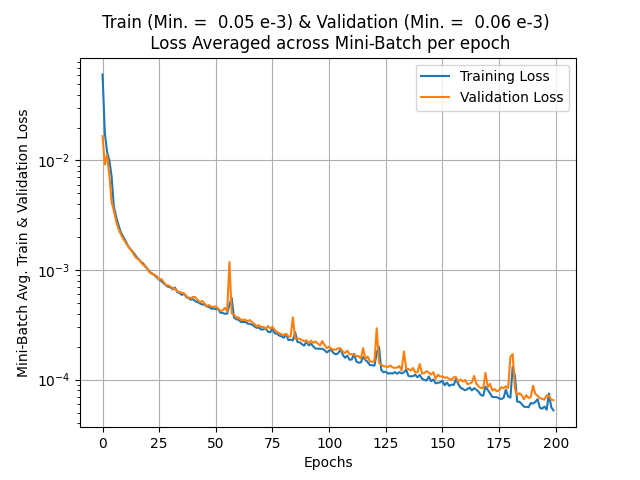 Train (Min. =  0.05 e-3) & Validation (Min. =  0.06 e-3)
Loss Averaged across Mini-Batch per epoch
Training Loss
Validation Loss
Mini-Batch Avg. Train & Validation Loss
10⁻²
10⁻³
10⁻⁴
0 25 50 75 100 125 150 175 200
Epochs